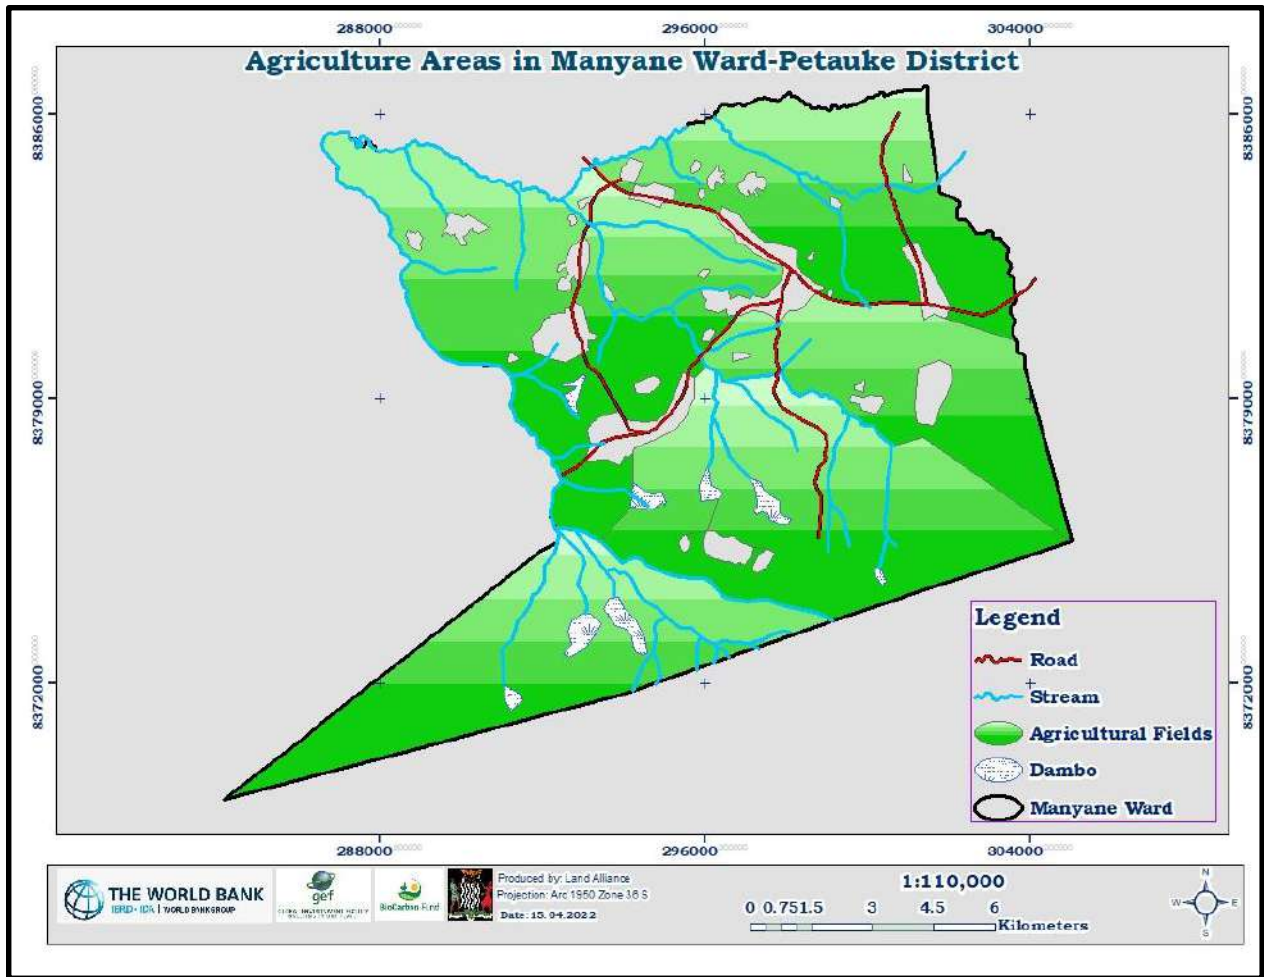 288000 296000 304000
Agriculture Areas in Manyane Ward-Petauke District
8386000 8386000
8379000 8379000
8372000 8372000
Legend
Road
Stream
Agricultural Fields
Dambo
Manyane Ward
288000 296000 304000
THE WORLD BANK
IBRD • IDA | WORLD BANK GROUP
gef
BioCarbon Fund
Produced by: Land Alliance
Projection: Arc 1950 Zone 36 S
Date: 15.04.2022
1:110,000
0 0.75 1.5 3 4.5 6
Kilometers
N
W E
S